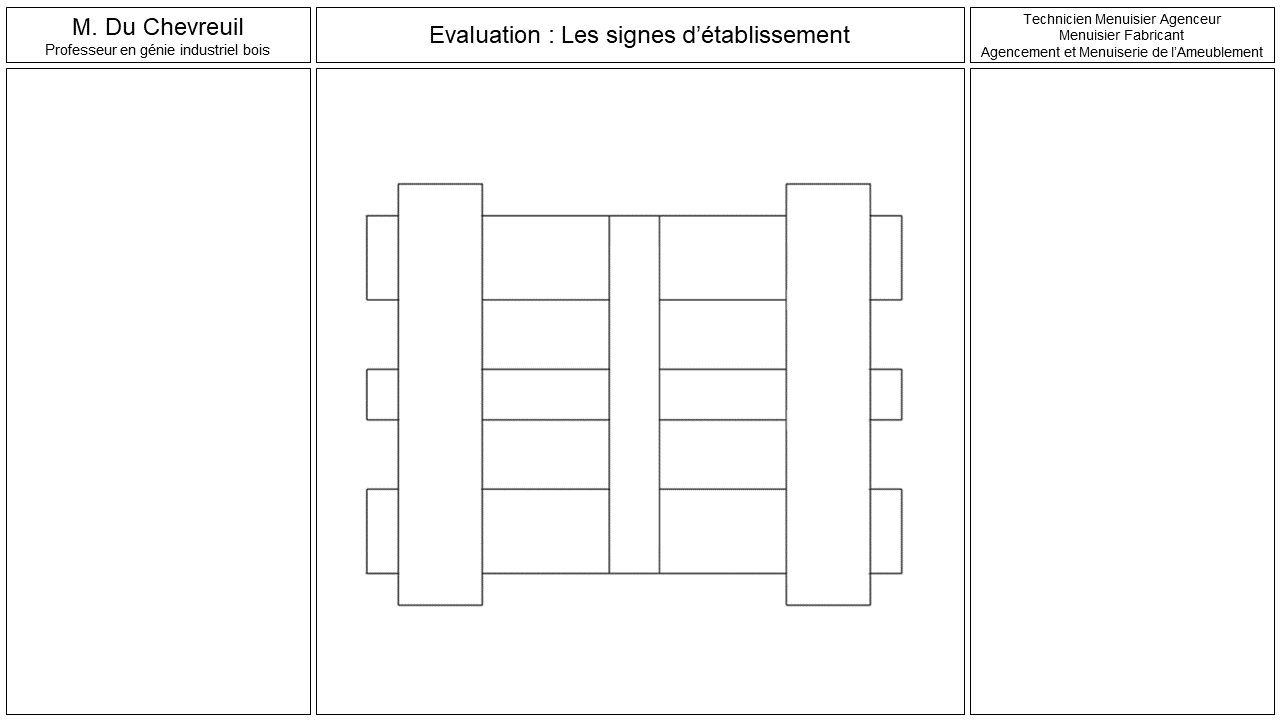 M. Du Chevreuil
Professeur en génie industriel bois
Evaluation : Les signes d’établissement
Technicien Menuisier Agenceur
Menuisier Fabricant
Agencement et Menuiserie de l’Ameublement